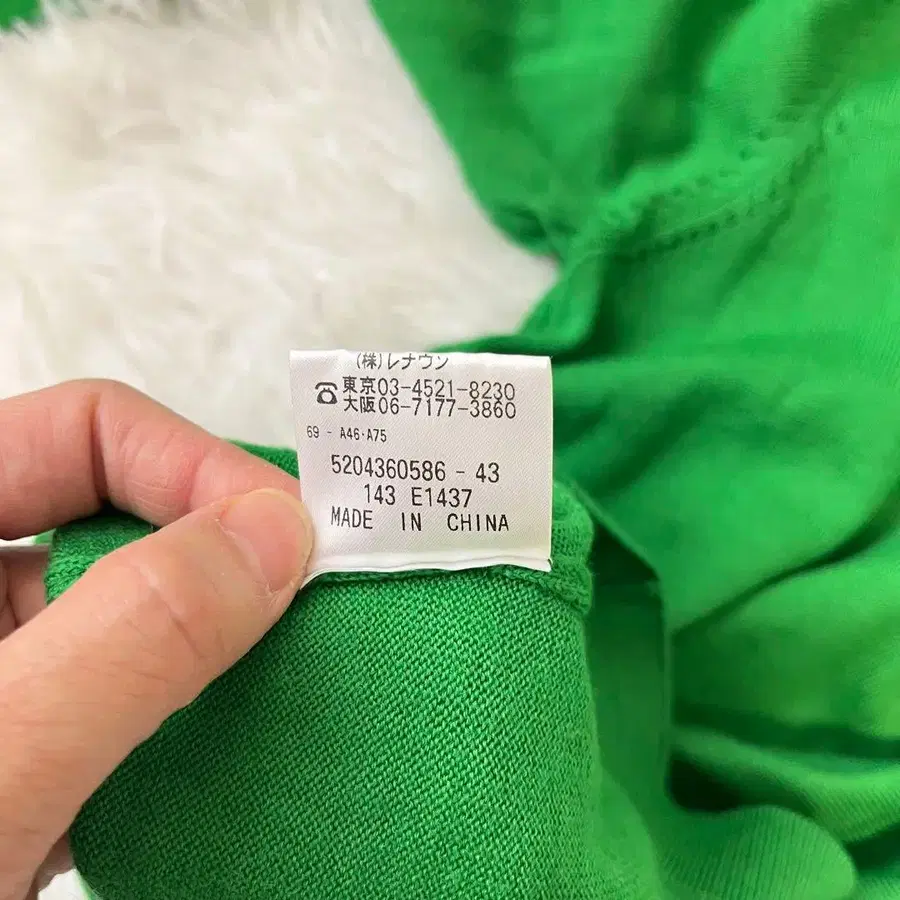 (株)レナウン
☎ 東京03-4521-8230
大阪06-7177-3860
69 - A46·A75
5204360586 - 43
143 E1437
MADE IN CHINA